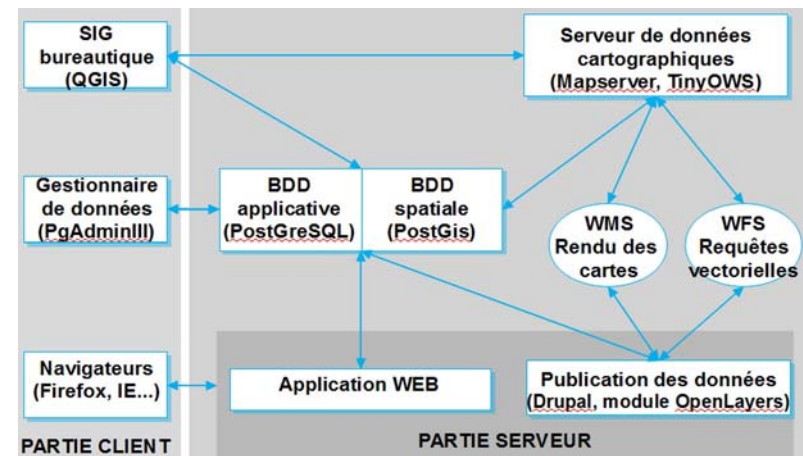 SIG
bureautique
(QGIS)
Serveur de données
cartographiques
(Mapserver, TinyOWS)
Gestionnaire
de données
(PgAdminIII)
BDD
applicative
(PostGreSQL)
BDD
spatiale
(PostGis)
WMS
Rendu des
cartes
WFS
Requêtes
vectorielles
Navigateurs
(Firefox, IE...)
Application WEB
Publication des données
(Drupal, module OpenLayers)
PARTIE CLIENT
PARTIE SERVEUR